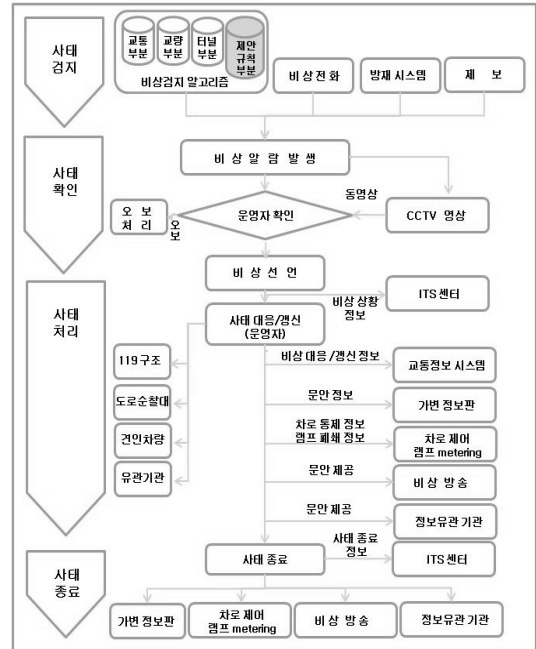 사태
검지
교통
부분
교량
부분
터널
부분
제안
규칙
부분
비상검지 알고리즘
비상전화
방재 시스템
제 보
사태
확인
비 상 알 람 발 생
동영상
오 보
처 리
오보
운영자 확인
CCTV 영상
비 상 선 언
사태
처리
비상 상황
정보
ITS 센터
사태 대응/갱신
(운영자)
119 구조
도로순찰대
견인차량
유관기관
비상 대응 /갱신 정보
교통정보 시스템
문안 정보
가변 정보판
차로 통제 정보
램프 폐쇄 정보
차로 제어
램프 metering
문안 제공
비 상 방 송
문안 제공
정보유관 기관
사태
종료
사태 종료
사태 종료
정보
ITS 센터
가변 정보판
차로 제어
램프 metering
비 상 방 송
정보유관 기관